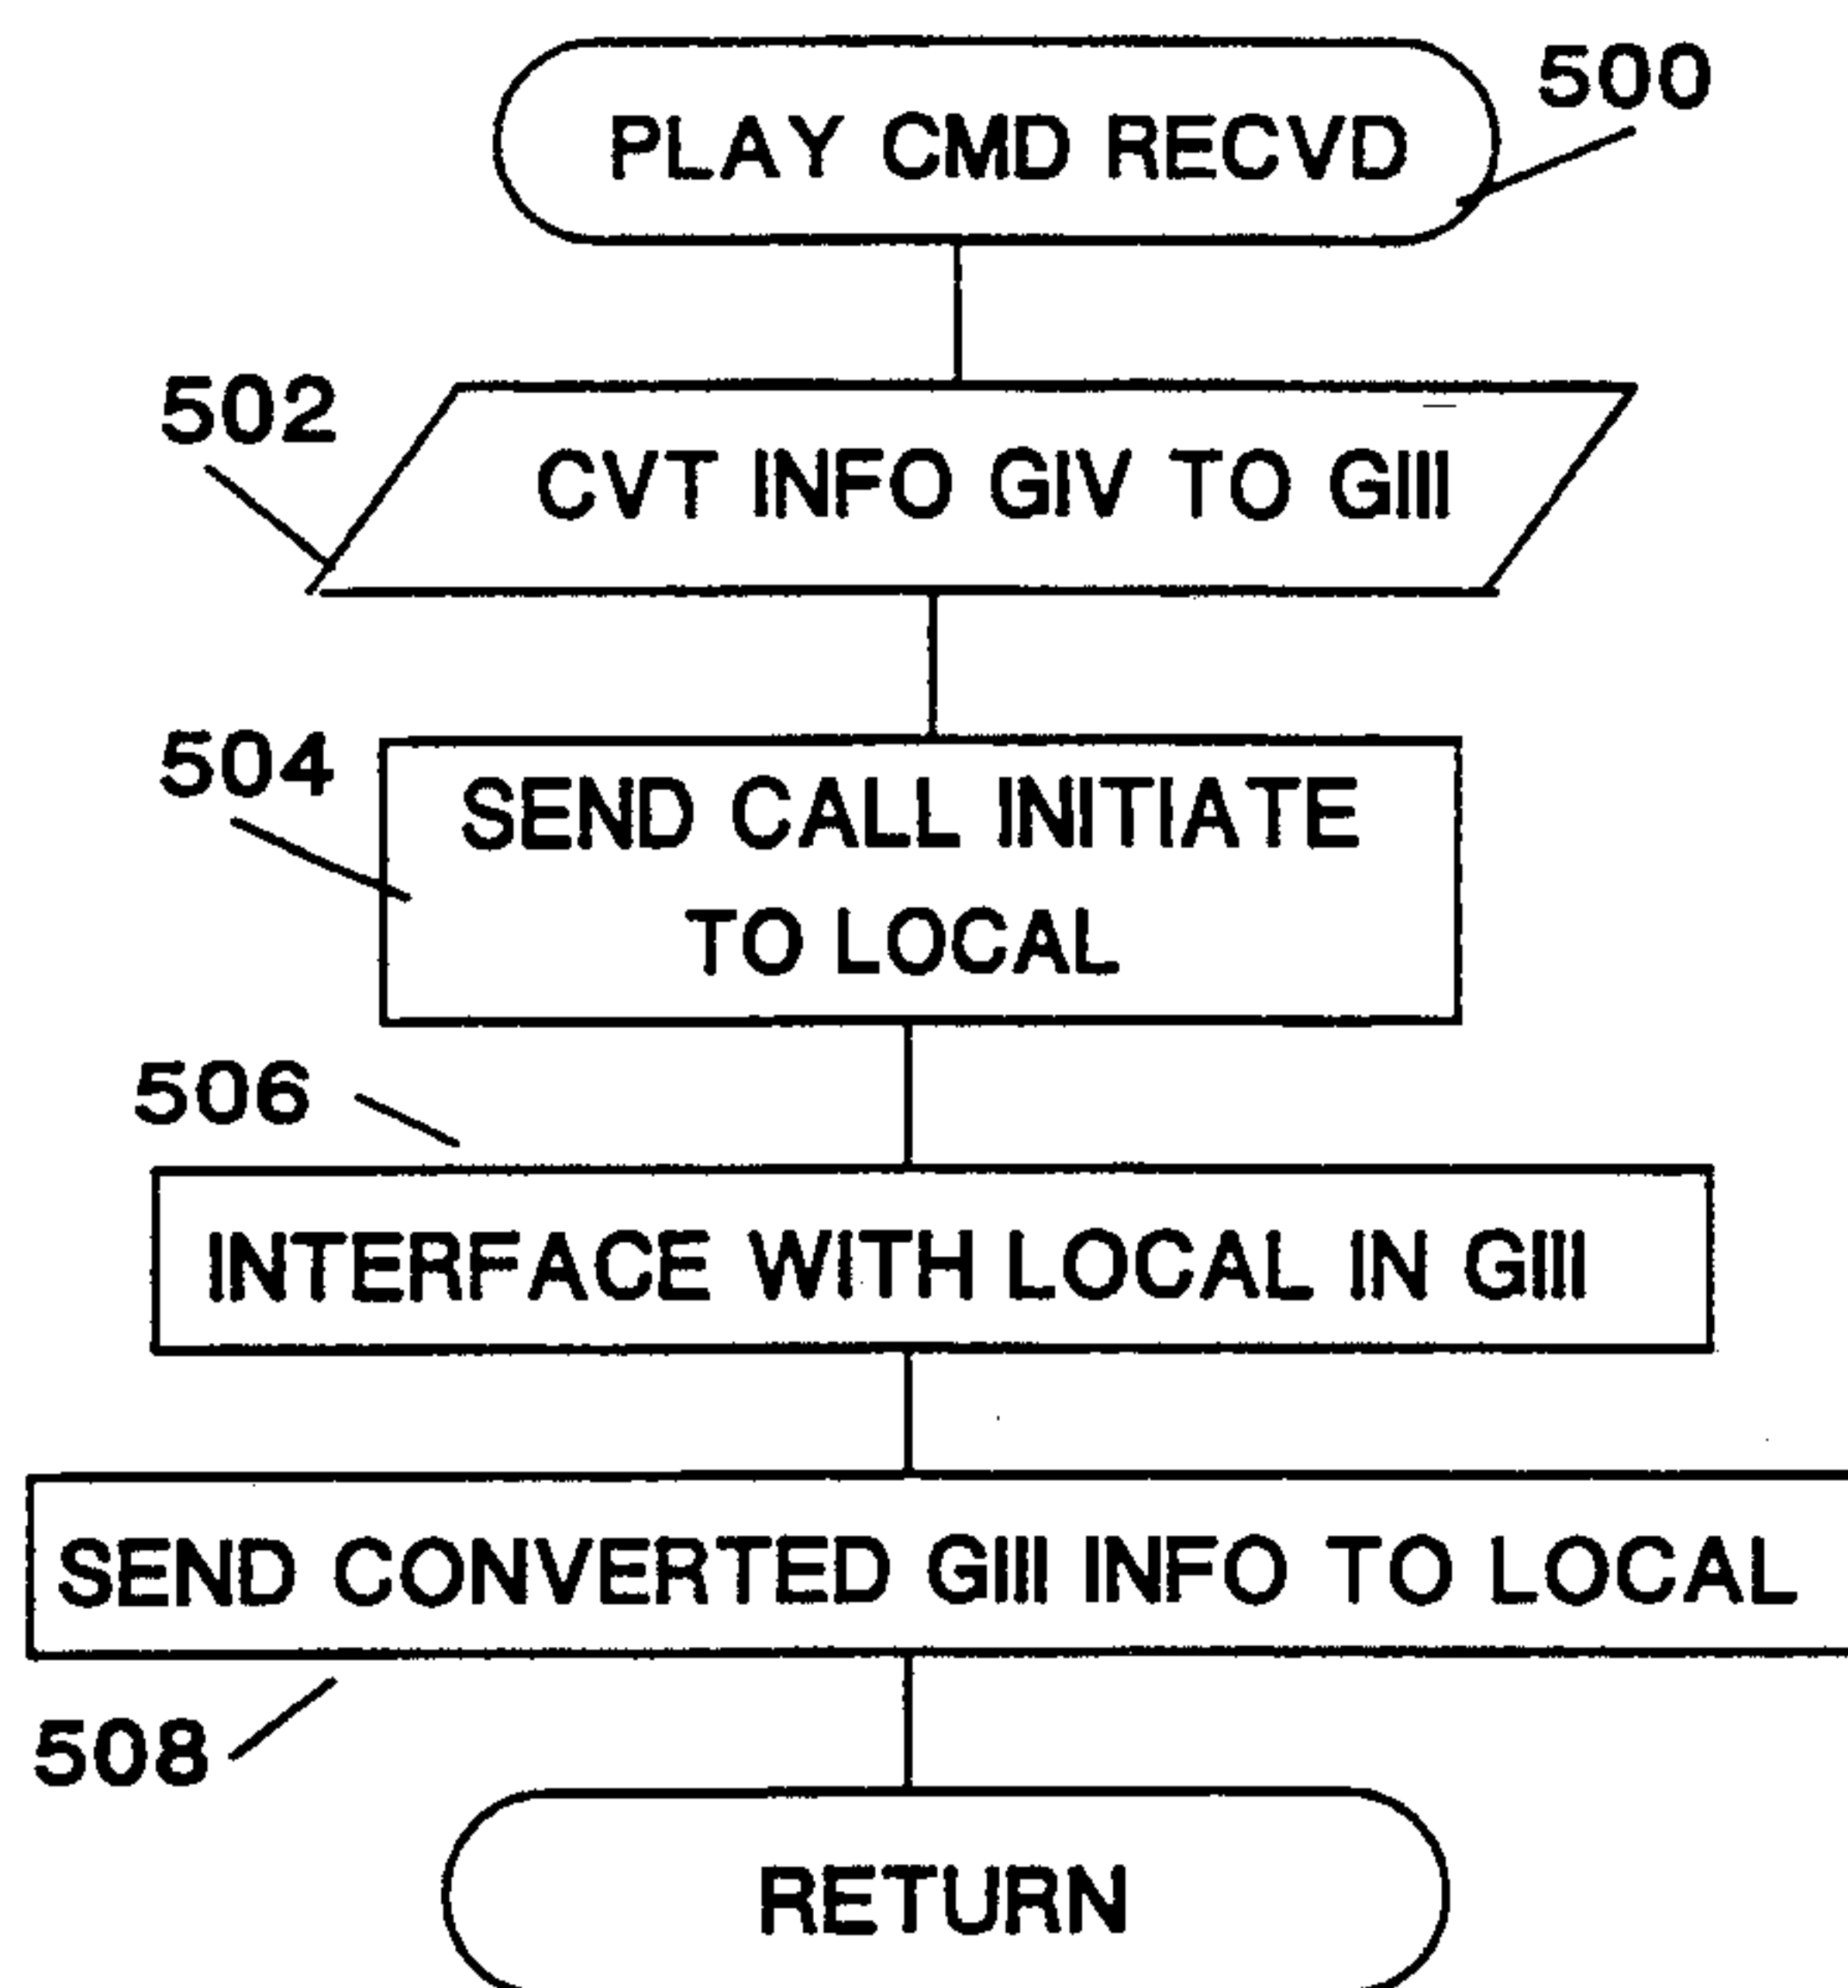 PLAY CMD RECVD
500
502
CVT INFO GIV TO GIII
504
SEND CALL INITIATE
TO LOCAL
506
INTERFACE WITH LOCAL IN GIII
SEND CONVERTED GIII INFO TO LOCAL
508
RETURN